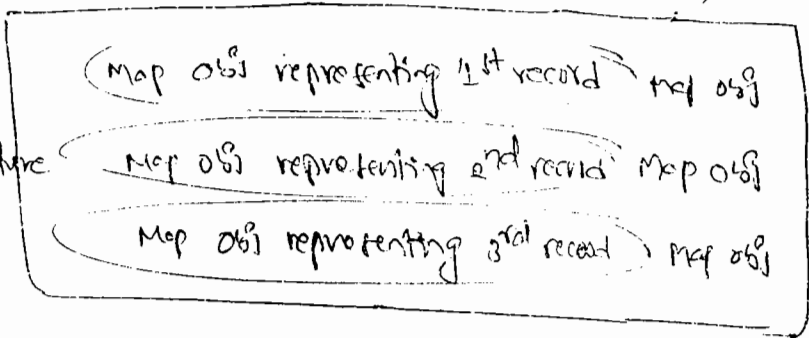 Map obj representing 1st record Map obj
Map obj representing 2nd record Map obj
Map obj representing 3rd record Map obj